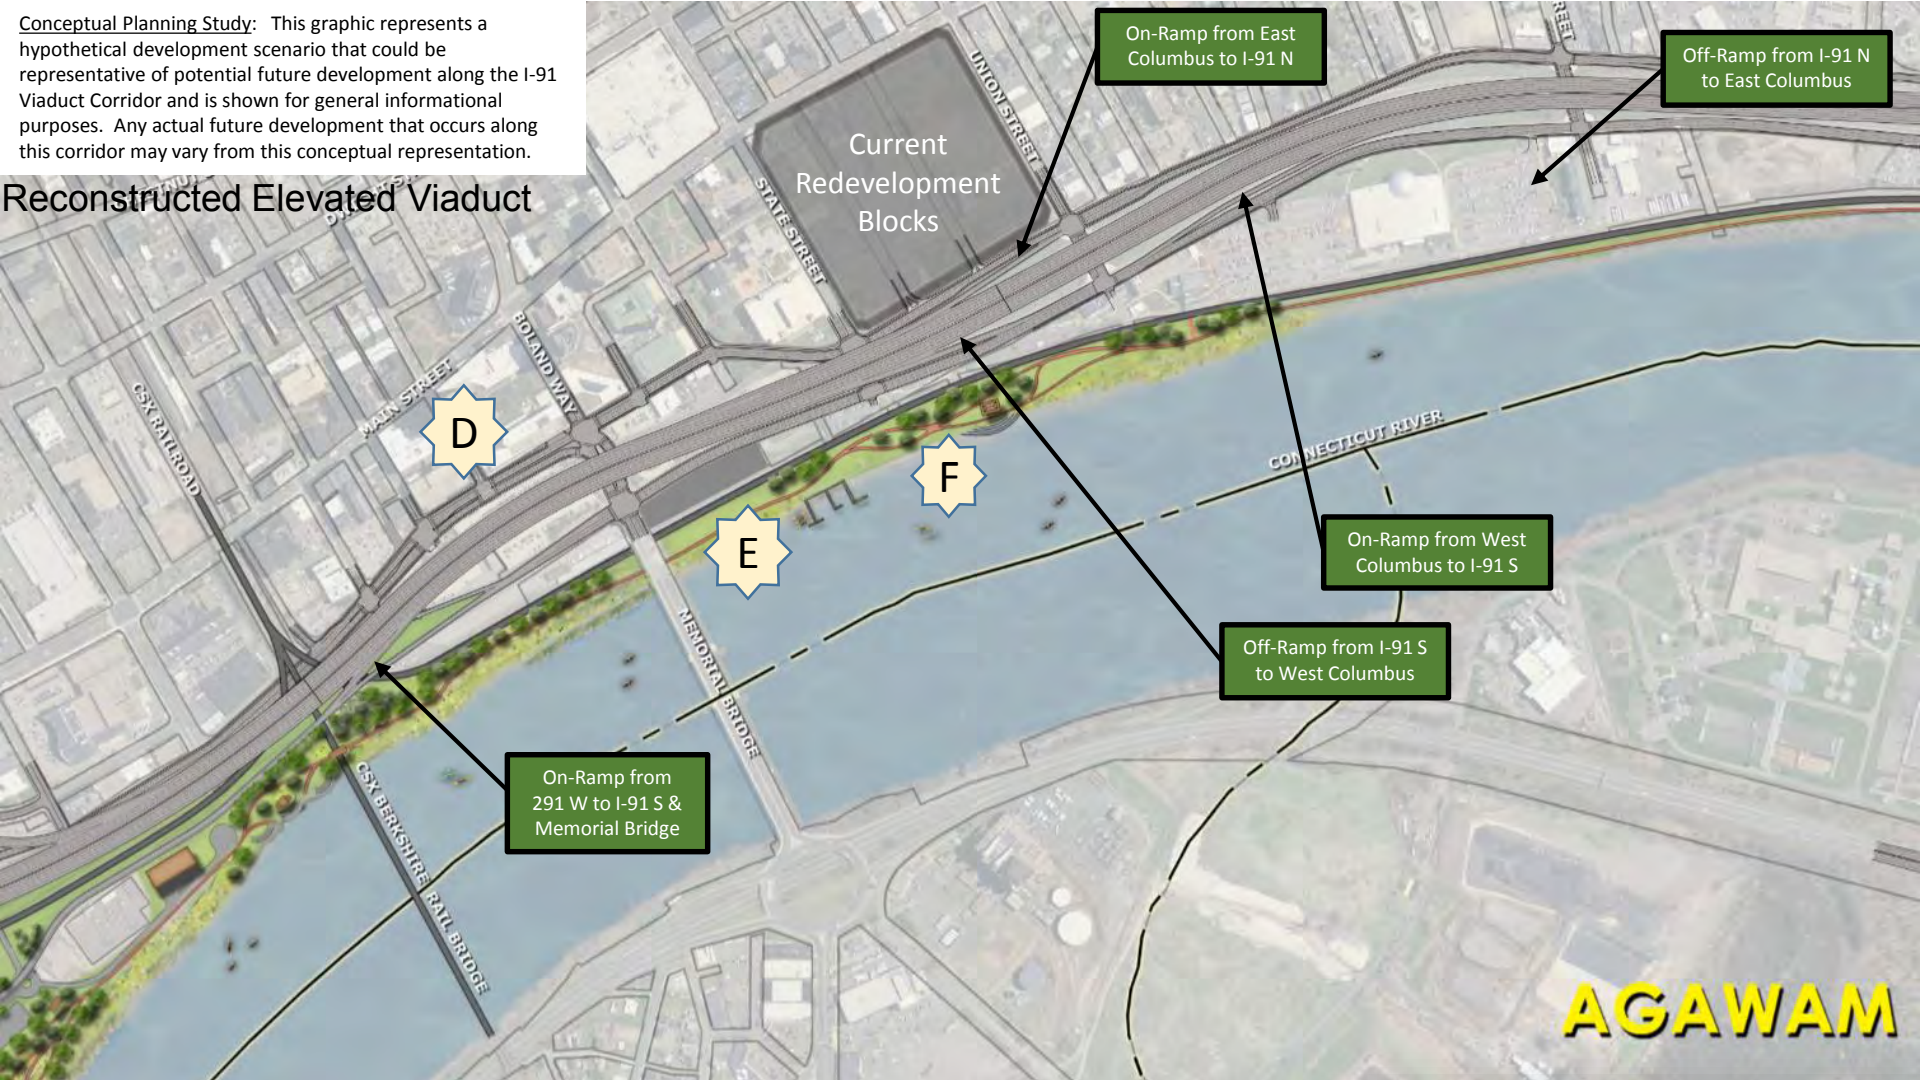 Conceptual Planning Study: This graphic represents a
hypothetical development scenario that could be
representative of potential future development along the I-91
Viaduct Corridor and is shown for general informational
purposes. Any actual future development that occurs along
this corridor may vary from this conceptual representation.
Reconstructed Elevated Viaduct
On-Ramp from East
Columbus to I-91 N
Off-Ramp from I-91 N
to East Columbus
UNION STREET
Current
Redevelopment
Blocks
STATE STREET
BOLAND WAY
MAIN STREET
CSX RAILROAD
D
E
F
CONNECTICUT RIVER
On-Ramp from West
Columbus to I-91 S
Off-Ramp from I-91 S
to West Columbus
MEMORIAL BRIDGE
On-Ramp from
291 W to I-91 S &
Memorial Bridge
CSX BERKSHIRE RAIL BRIDGE
AGAWAM